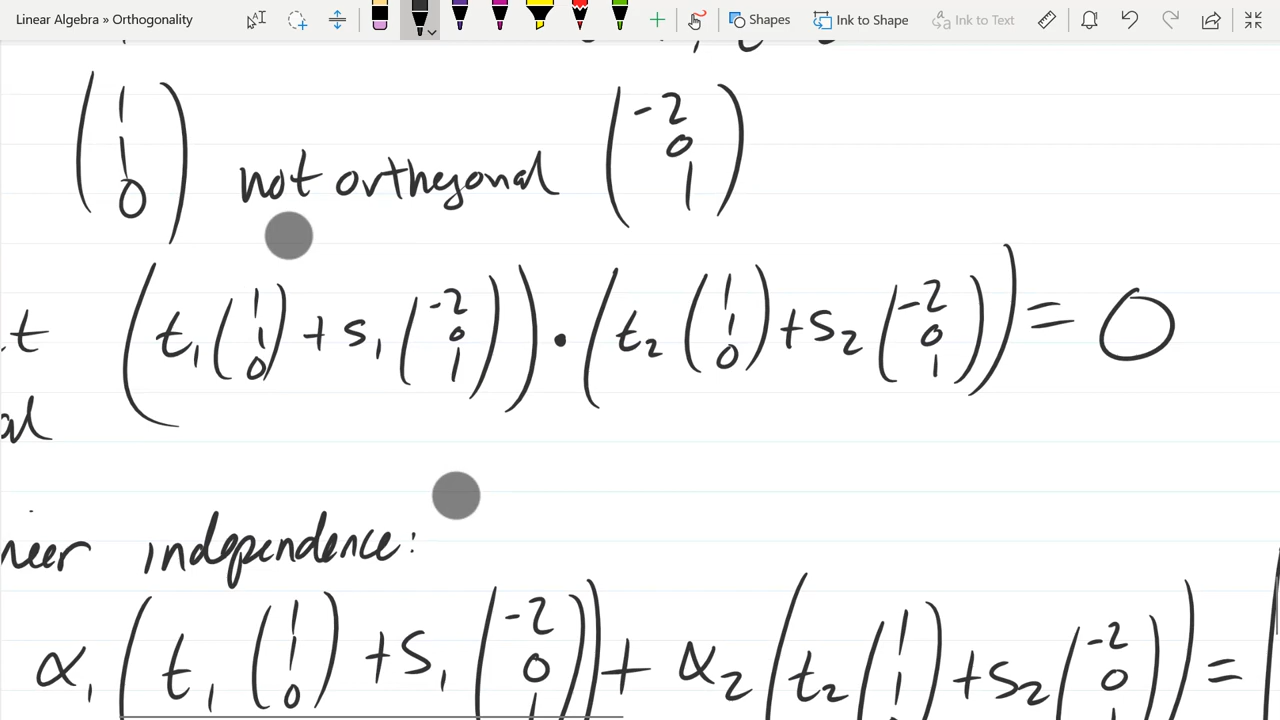 Linear Algebra » Orthogonality Shapes Ink to Shape Ink to Text
(1 1 0) not orthogonal (-2 0 1)
t (t₁(1 1 0) + s₁(-2 0 1)) · (t₂(1 1 0) + s₂(-2 0 1)) = 0
al
neer independence:
α₁(t₁(1 1 0) + s₁(-2 0 1)) + α₂(t₂(1 1 + s₂(-2 0 1)) =